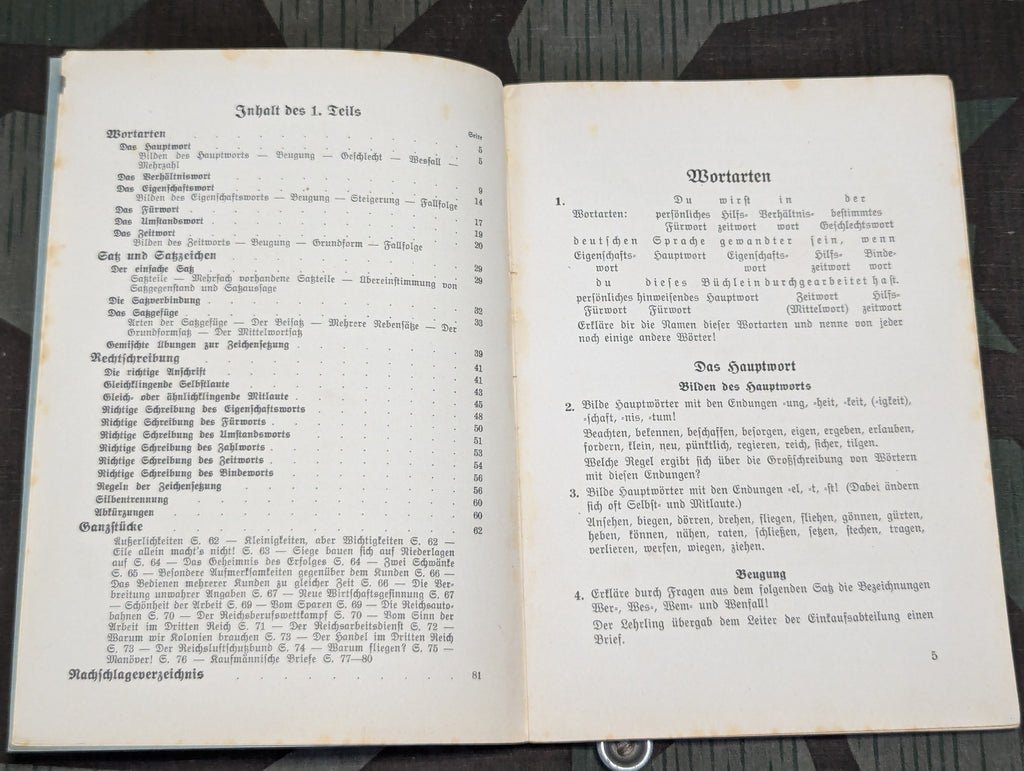 Inhalt des 1. Teils
Seite
Wortarten . . . . . . . . . . 5
Das Hauptwort . . . . . . . . . . 5
Bilden des Hauptworts — Beugung — Geschlecht — Wesfall —
Mehrzahl
Das Verhältniswort . . . . . . . . . . 9
Das Eigenschaftswort . . . . . . . . . . 14
Bilden des Eigenschaftsworts — Beugung — Steigerung — Fallfolge
Das Fürwort . . . . . . . . . . 17
Das Umstandswort . . . . . . . . . . 19
Das Zeitwort . . . . . . . . . . 20
Bilden des Zeitworts — Beugung — Grundform — Fallfolge
Satz und Satzzeichen . . . . . . . . . . 29
Der einfache Satz . . . . . . . . . . 29
Satzteile — Mehrfach vorhandene Satzteile — Übereinstimmung von
Satzgegenstand und Satzaussage
Die Satzverbindung . . . . . . . . . . 32
Das Satzgefüge . . . . . . . . . . 33
Arten der Satzgefüge — Der Beisatz — Mehrere Nebensätze — Der
Grundformsatz — Der Mittelwortsatz
Gemischte Übungen zur Zeichensetzung . . . . . . . . . . 39
Rechtschreibung . . . . . . . . . . 41
Die richtige Anschrift . . . . . . . . . . 41
Gleichklingende Selbstlaute . . . . . . . . . . 43
Gleich- oder ähnlichklingende Mitlaute . . . . . . . . . . 45
Richtige Schreibung des Eigenschaftsworts . . . . . . . . . . 48
Richtige Schreibung des Fürworts . . . . . . . . . . 50
Richtige Schreibung des Umstandsworts . . . . . . . . . . 51
Richtige Schreibung des Zahlworts . . . . . . . . . . 53
Richtige Schreibung des Zeitworts . . . . . . . . . . 54
Richtige Schreibung des Bindeworts . . . . . . . . . . 56
Regeln der Zeichensetzung . . . . . . . . . . 56
Silbentrennung . . . . . . . . . . 60
Abkürzungen . . . . . . . . . . 60
Ganzstücke . . . . . . . . . . 62
Äußerlichkeiten S. 62 — Kleinigkeiten, aber Wichtigkeiten S. 62 —
Eile allein macht's nicht! S. 63 — Siege bauen sich auf Niederlagen
auf S. 64 — Das Geheimnis des Erfolges S. 64 — Zwei Schwänke
S. 65 — Besondere Aufmerksamkeiten gegenüber dem Kunden S. 66 —
Das Bedienen mehrerer Kunden zu gleicher Zeit S. 66 — Die Ver-
breitung unwahrer Angaben S. 67 — Neue Wirtschaftsgesinnung S. 67
— Schönheit der Arbeit S. 69 — Vom Sparen S. 69 — Die Reichsauto-
bahnen S. 70 — Der Reichsberufswettkampf S. 70 — Vom Sinn der
Arbeit im Dritten Reich S. 71 — Der Reichsarbeitsdienst S. 72 —
Warum wir Kolonien brauchen S. 73 — Der Handel im Dritten Reich
S. 73 — Der Reichsluftschutzbund S. 74 — Warum fliegen? S. 75 —
Manöver! S. 76 — Kaufmännische Briefe S. 77—80
Nachschlageverzeichnis . . . . . . . . . . 81
Wortarten
1. Du wirst in der
Wortarten: persönliches Hilfs- Verhältnis- bestimmtes
Fürwort zeitwort wort Geschlechtswort
deutschen Sprache gewandter sein, wenn
Eigenschafts- Hauptwort Eigenschafts- Hilfs- Binde-
wort wort zeitwort wort
du dieses Büchlein durchgearbeitet hast.
persönliches hinweisendes Hauptwort Zeitwort Hilfs-
Fürwort Fürwort (Mittelwort) zeitwort
Erkläre dir die Namen dieser Wortarten und nenne von jeder
noch einige andere Wörter!
Das Hauptwort
Bilden des Hauptworts
2. Bilde Hauptwörter mit den Endungen -ung, -heit, -keit, (-igkeit),
-schaft, -nis, -tum!
Beachten, bekennen, beschaffen, besorgen, eigen, ergeben, erlauben,
fordern, klein, neu, pünktlich, regieren, reich, sicher, tilgen.
Welche Regel ergibt sich über die Großschreibung von Wörtern
mit diesen Endungen?
3. Bilde Hauptwörter mit den Endungen -el, -t, -st! (Dabei ändern
sich oft Selbst- und Mitlaute.)
Ansehen, biegen, dörren, drehen, fliegen, fliehen, gönnen, gürten,
heben, können, nähen, raten, schließen, setzen, stechen, tragen,
verlieren, werfen, wiegen, ziehen.
Beugung
4. Erkläre durch Fragen aus dem folgenden Satz die Bezeichnungen
Wer-, Wes-, Wem- und Wenfall!
Der Lehrling übergab dem Leiter der Einkaufsabteilung einen
Brief.
5